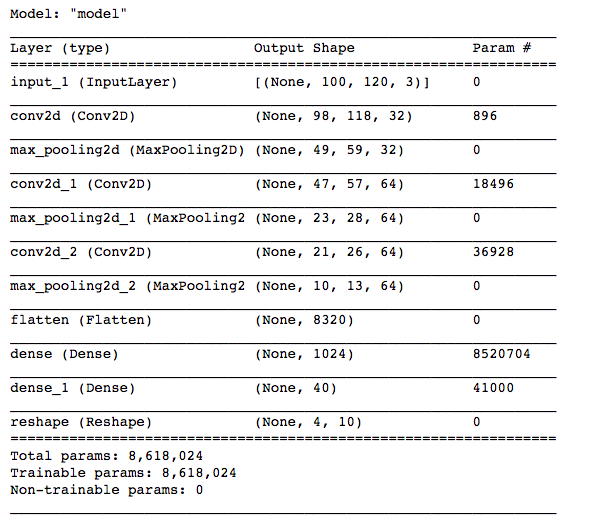 Model: "model"
Layer (type) Output Shape Param #
input_1 (InputLayer) [(None, 100, 120, 3)] 0
conv2d (Conv2D) (None, 98, 118, 32) 896
max_pooling2d (MaxPooling2D) (None, 49, 59, 32) 0
conv2d_1 (Conv2D) (None, 47, 57, 64) 18496
max_pooling2d_1 (MaxPooling2 (None, 23, 28, 64) 0
conv2d_2 (Conv2D) (None, 21, 26, 64) 36928
max_pooling2d_2 (MaxPooling2 (None, 10, 13, 64) 0
flatten (Flatten) (None, 8320) 0
dense (Dense) (None, 1024) 8520704
dense_1 (Dense) (None, 40) 41000
reshape (Reshape) (None, 4, 10) 0
Total params: 8,618,024
Trainable params: 8,618,024
Non-trainable params: 0